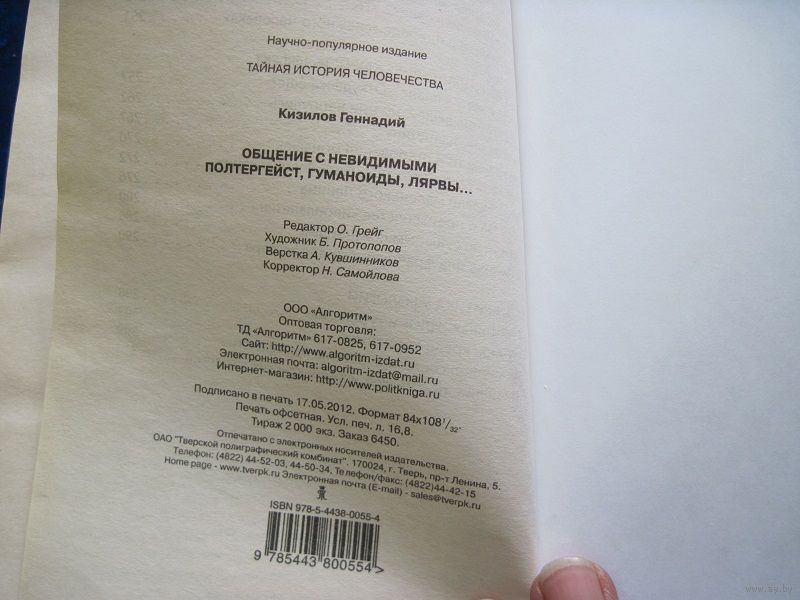 Научно-популярное издание
ТАЙНАЯ ИСТОРИЯ ЧЕЛОВЕЧЕСТВА
Кизилов Геннадий
ОБЩЕНИЕ С НЕВИДИМЫМИ
ПОЛТЕРГЕЙСТ, ГУМАНОИДЫ, ЛЯРВЫ...
Редактор О. Грейг
Художник Б. Протопопов
Верстка А. Кувшинников
Корректор Н. Самойлова
ООО «Алгоритм»
Оптовая торговля:
ТД «Алгоритм» 617-0825, 617-0952
Сайт: http://www.algoritm-izdat.ru
Электронная почта: algoritm-izdat@mail.ru
Интернет-магазин: http://www.politkniga.ru
Подписано в печать 17.05.2012. Формат 84x108 1/32.
Печать офсетная. Усл. печ. л. 16,8.
Тираж 2 000 экз. Заказ 6450.
Отпечатано с электронных носителей издательства.
ОАО "Тверской полиграфический комбинат". 170024, г. Тверь, пр-т Ленина, 5.
Телефон: (4822) 44-52-03, 44-50-34, Телефон/факс: (4822)44-42-15
Home page - www.tverpk.ru Электронная почта (E-mail) - sales@tverpk.ru
ISBN 978-5-4438-0055-4
9 785443 800554 >
www.ay.by